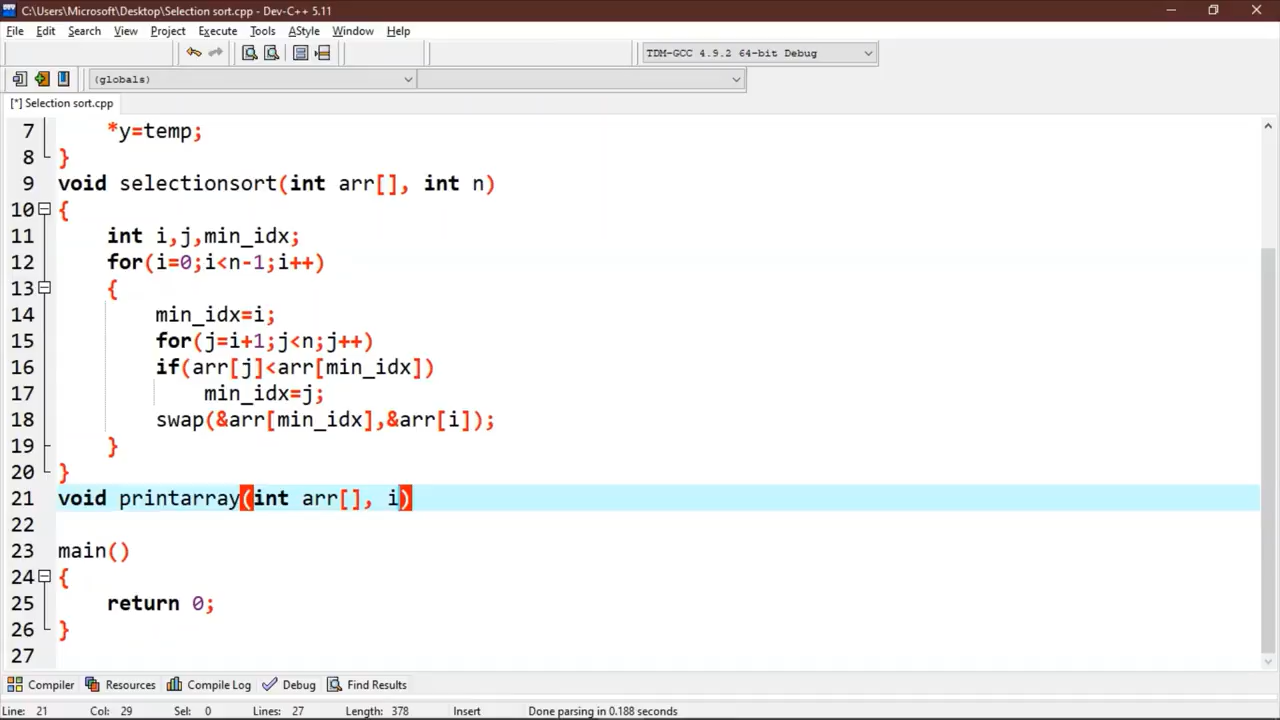 C:\Users\Microsoft\Desktop\Selection sort.cpp - Dev-C++ 5.11
File Edit Search View Project Execute Tools AStyle Window Help
TDM-GCC 4.9.2 64-bit Debug
(globals)
[*] Selection sort.cpp
7 *y=temp;
8 }
9 void selectionsort(int arr[], int n)
10 {
11 int i,j,min_idx;
12 for(i=0;i<n-1;i++)
13 {
14 min_idx=i;
15 for(j=i+1;j<n;j++)
16 if(arr[j]<arr[min_idx])
17 min_idx=j;
18 swap(&arr[min_idx],&arr[i]);
19 }
20 }
21 void printarray(int arr[], i)
22
23 main()
24 {
25 return 0;
26 }
27
Compiler Resources Compile Log Debug Find Results
Line: 21 Col: 29 Sel: 0 Lines: 27 Length: 378 Insert Done parsing in 0.188 seconds